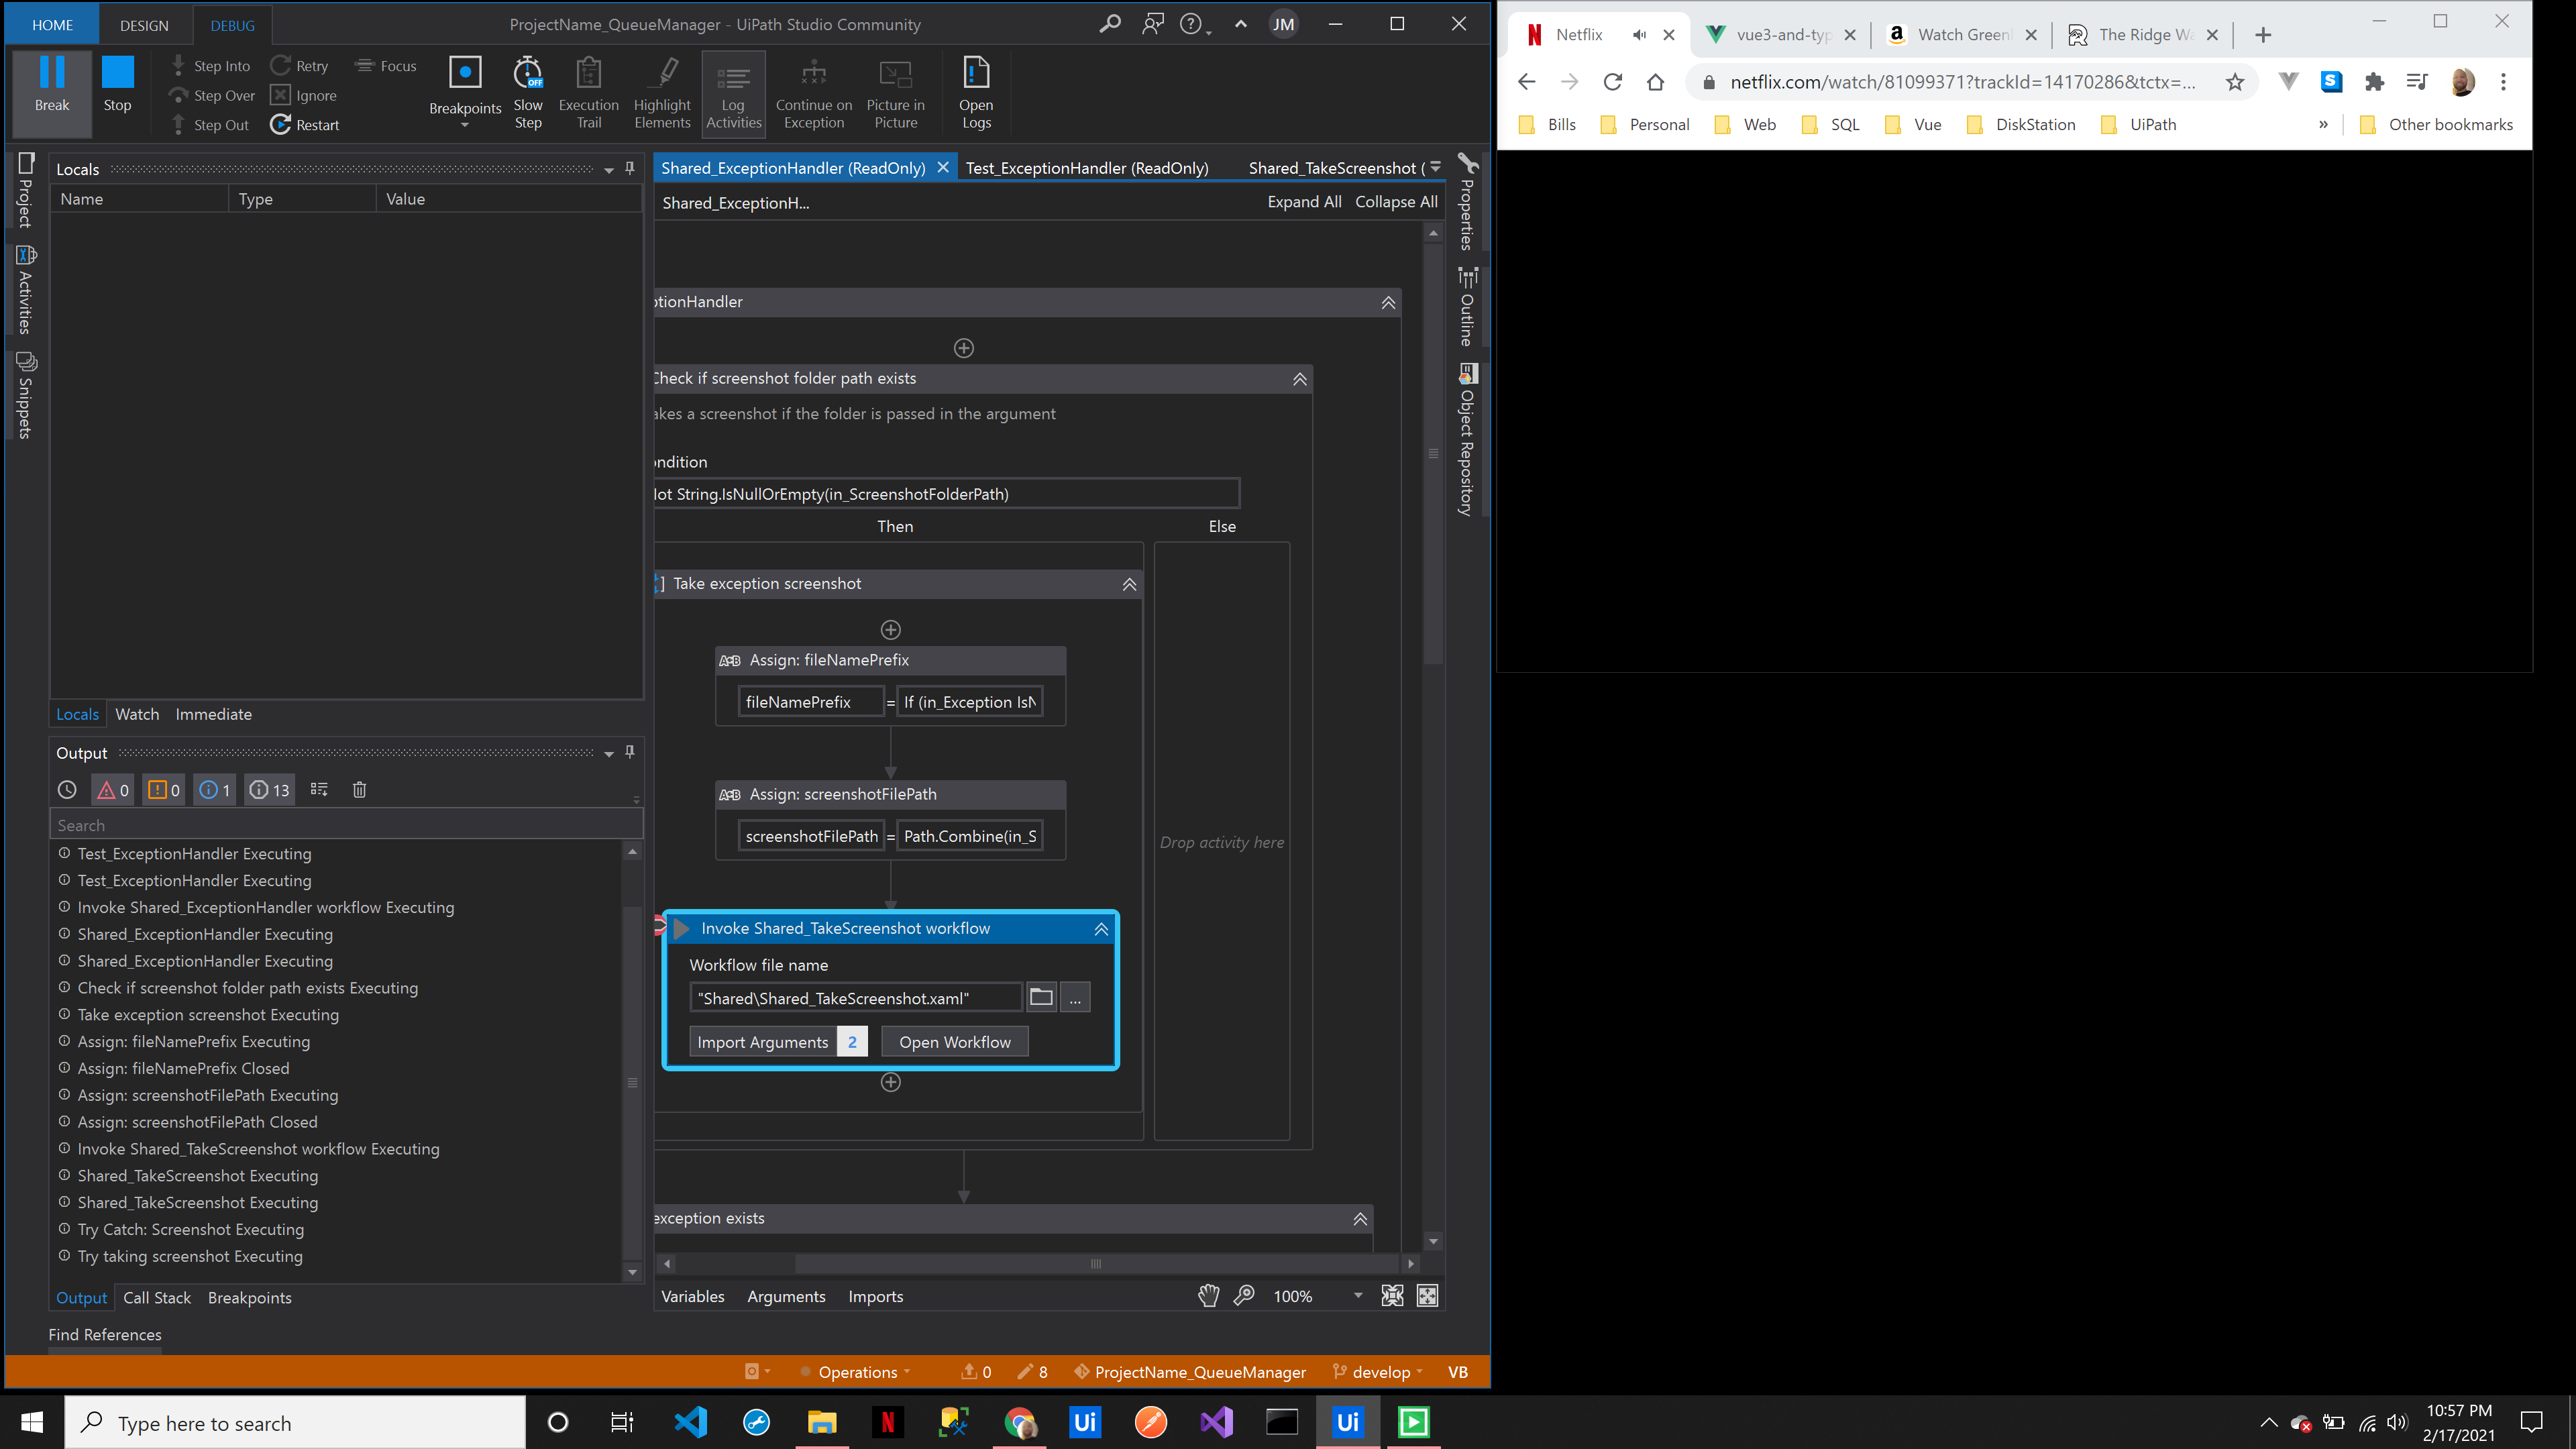 HOME DESIGN DEBUG ProjectName_QueueManager - UiPath Studio Community JM
Break
Stop
Step Into
Step Over
Step Out
Retry
Ignore
Restart
Focus
Breakpoints
Slow Step
OFF
Execution Trail
Highlight Elements
Log Activities
Continue on Exception
Picture in Picture
Open Logs
Project
Activities
Snippets
Locals
Name Type Value
Locals Watch Immediate
Output
0 0 1 13
Search
Test_ExceptionHandler Executing
Test_ExceptionHandler Executing
Invoke Shared_ExceptionHandler workflow Executing
Shared_ExceptionHandler Executing
Shared_ExceptionHandler Executing
Check if screenshot folder path exists Executing
Take exception screenshot Executing
Assign: fileNamePrefix Executing
Assign: fileNamePrefix Closed
Assign: screenshotFilePath Executing
Assign: screenshotFilePath Closed
Invoke Shared_TakeScreenshot workflow Executing
Shared_TakeScreenshot Executing
Shared_TakeScreenshot Executing
Try Catch: Screenshot Executing
Try taking screenshot Executing
Output Call Stack Breakpoints
Find References
Shared_ExceptionHandler (ReadOnly) Test_ExceptionHandler (ReadOnly) Shared_TakeScreenshot (
Shared_ExceptionH... Expand All Collapse All
ptionHandler
Check if screenshot folder path exists
akes a screenshot if the folder is passed in the argument
ondition
lot String.IsNullOrEmpty(in_ScreenshotFolderPath)
Then Else
Take exception screenshot
A*B Assign: fileNamePrefix
fileNamePrefix = If (in_Exception IsN
A*B Assign: screenshotFilePath
screenshotFilePath = Path.Combine(in_S
Drop activity here
Invoke Shared_TakeScreenshot workflow
Workflow file name
"Shared\Shared_TakeScreenshot.xaml" ...
Import Arguments 2 Open Workflow
exception exists
Variables Arguments Imports 100%
Properties
Outline
Object Repository
Operations 0 8 ProjectName_QueueManager develop VB
Netflix vue3-and-typ Watch Greenl The Ridge Wa
netflix.com/watch/81099371?trackId=14170286&tctx=...
Bills Personal Web SQL Vue DiskStation UiPath » Other bookmarks
Type here to search
Ui
Ui
10:57 PM
2/17/2021